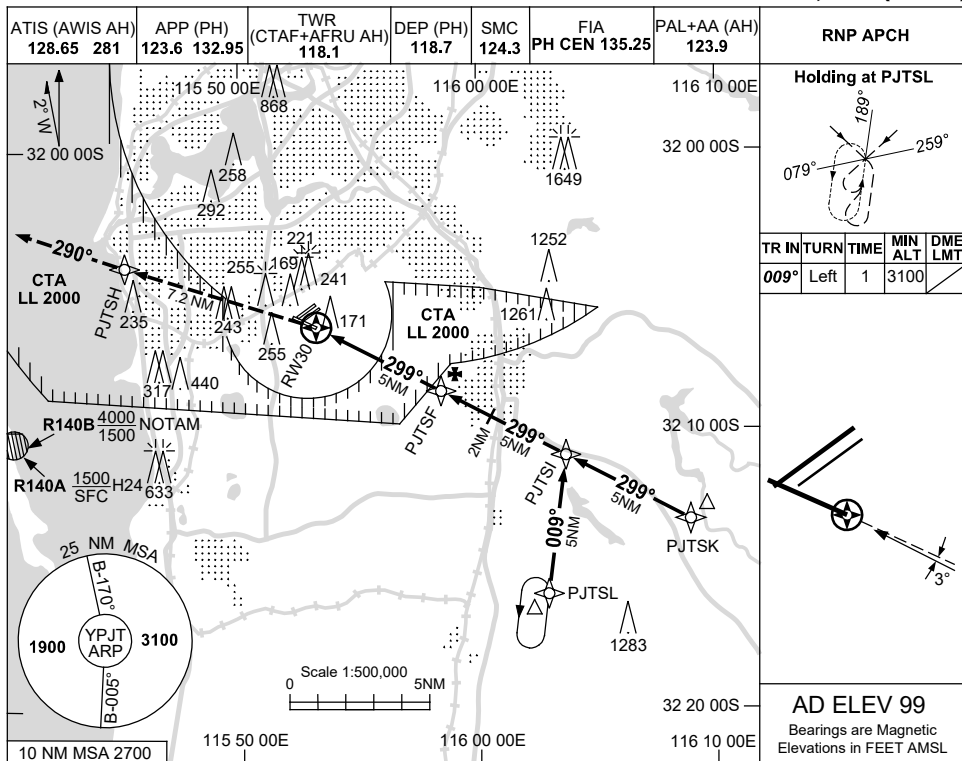 ATIS (AWIS AH)
128.65 281
APP (PH)
123.6 132.95
TWR
(CTAF+AFRU AH)
118.1
DEP (PH)
118.7
SMC
124.3
FIA
PH CEN 135.25
PAL+AA (AH)
123.9
RNP APCH
115 50 00E
116 00 00E
116 10 00E
2° W
868
32 00 00S
32 00 00S
258
1649
292
290°
CTA
LL 2000
PJTSH
7.2 NM
235
243
255
221
169
241
255
171
RW30
1252
1261
CTA
LL 2000
299°
5NM
PJTSF
317
440
R140B 4000
1500 NOTAM
R140A 1500
SFC H24
633
32 10 00S
32 10 00S
2NM
299°
5NM
PJTSI
299°
5NM
PJTSK
009°
5NM
PJTSL
1283
25 NM MSA
B-170°
1900
YPJT
ARP
3100
B-005°
Scale 1:500,000
0 5NM
32 20 00S
10 NM MSA 2700
115 50 00E
116 00 00E
116 10 00E
Holding at PJTSL
189°
259°
079°
TR IN TURN TIME MIN
ALT DME
LMT
009° Left 1 3100
3°
AD ELEV 99
Bearings are Magnetic
Elevations in FEET AMSL